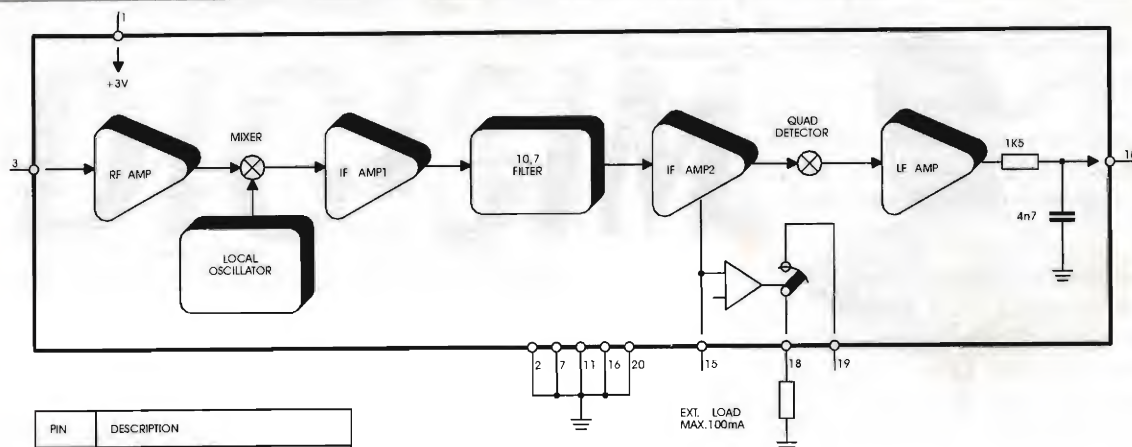 1
+3V
3
RF AMP
MIXER
LOCAL
OSCILLATOR
IF AMP1
10,7
FILTER
IF AMP2
QUAD
DETECTOR
LF AMP
1K5
4n7
2
7
11
16
20
15
18
19
EXT. LOAD
MAX.100mA
PIN DESCRIPTION